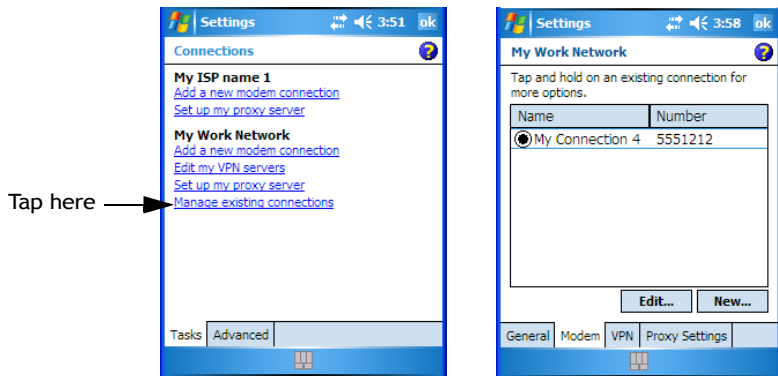 Settings 3:51 ok
Connections
My ISP name 1
Add a new modem connection
Set up my proxy server
My Work Network
Add a new modem connection
Edit my VPN servers
Set up my proxy server
Manage existing connections
Tasks Advanced
Tap here
Settings 3:58 ok
My Work Network
Tap and hold on an existing connection for
more options.
Name Number
My Connection 4 5551212
Edit... New...
General Modem VPN Proxy Settings